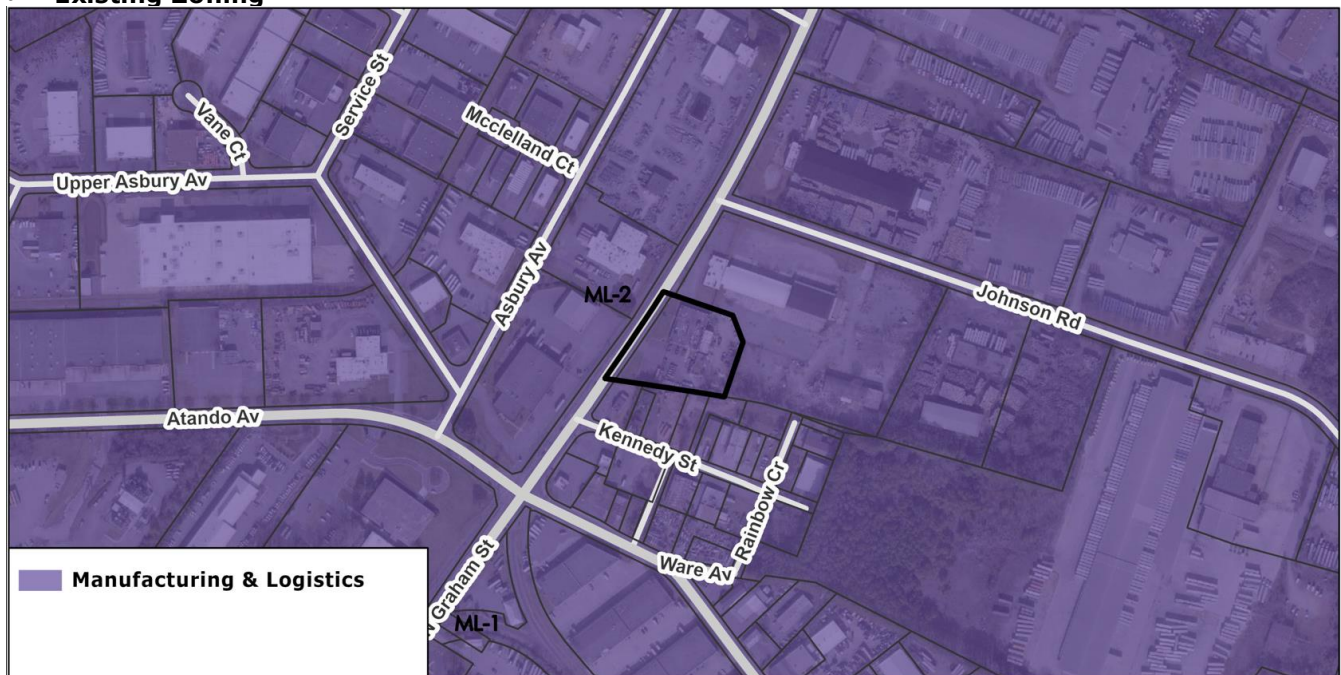 Existing Zoning
Vane Ct
Service St
Mcclelland Ct
Upper Asbury Av
Asbury Av
ML-2
Johnson Rd
Atando Av
Kennedy St
Rainbow Cr
Ware Av
N Graham St
ML-1
Manufacturing & Logistics